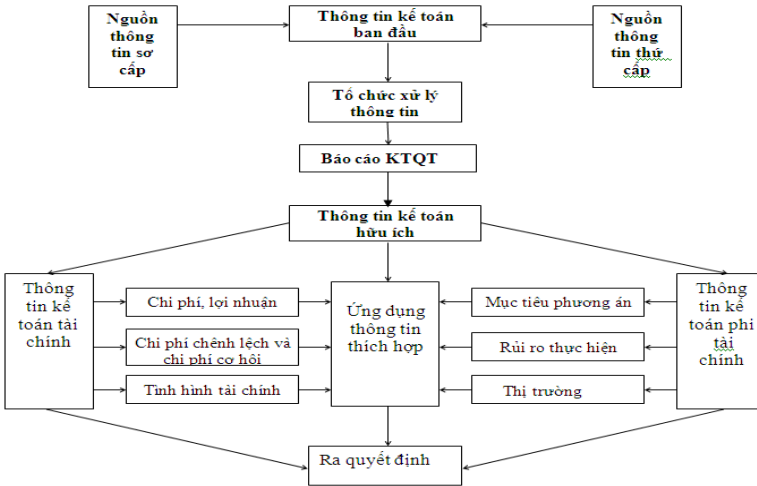 Nguồn
thông
tin sơ
cấp
Thông tin kế toán
ban đầu
Nguồn
thông
tin thứ
cấp
Tổ chức xử lý
thông tin
Báo cáo KTQT
Thông tin kế toán
hữu ích
Thông
tin kế
toán tài
chính
Chi phí, lợi nhuận
Chi phí chênh lệch và
chi phí cơ hội
Tình hình tài chính
Ứng dụng
thông tin
thích hợp
Mục tiêu phương án
Rủi ro thực hiện
Thị trường
Thông
tin kế
toán phi
tài
chính
Ra quyết định